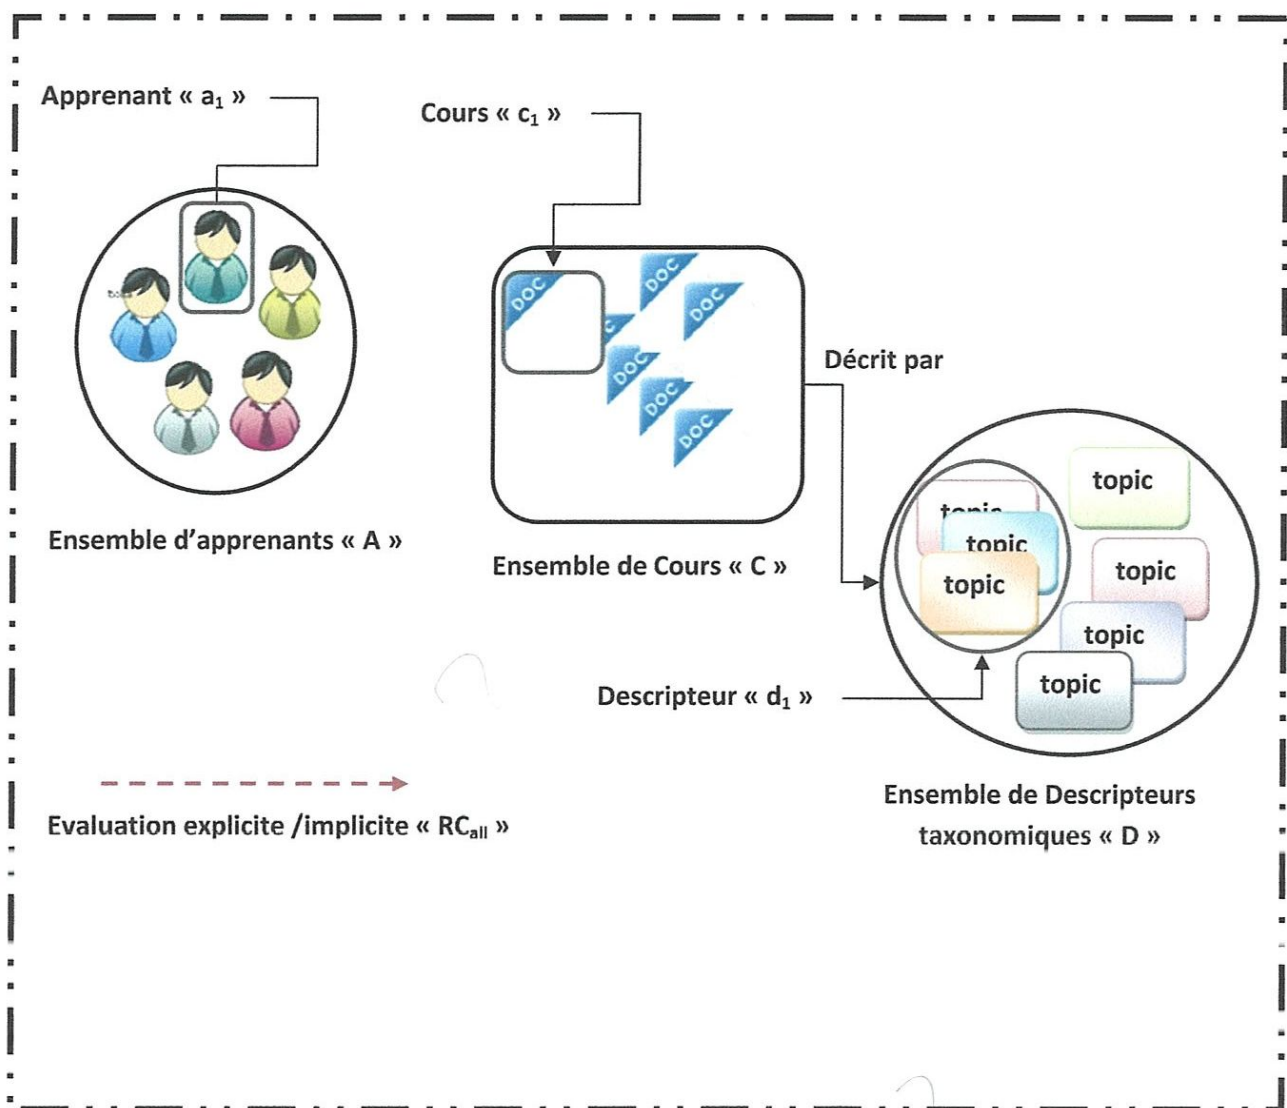 Apprenant « a₁ »
Cours « c₁ »
DOC
DOC
DOC
C
DOC
DOC
DOC
Décrit par
Ensemble d'apprenants « A »
Ensemble de Cours « C »
topic
topic
topic
topic
topic
topic
topic
Descripteur « d₁ »
Ensemble de Descripteurs
taxonomiques « D »
Evaluation explicite /implicite « RCall »